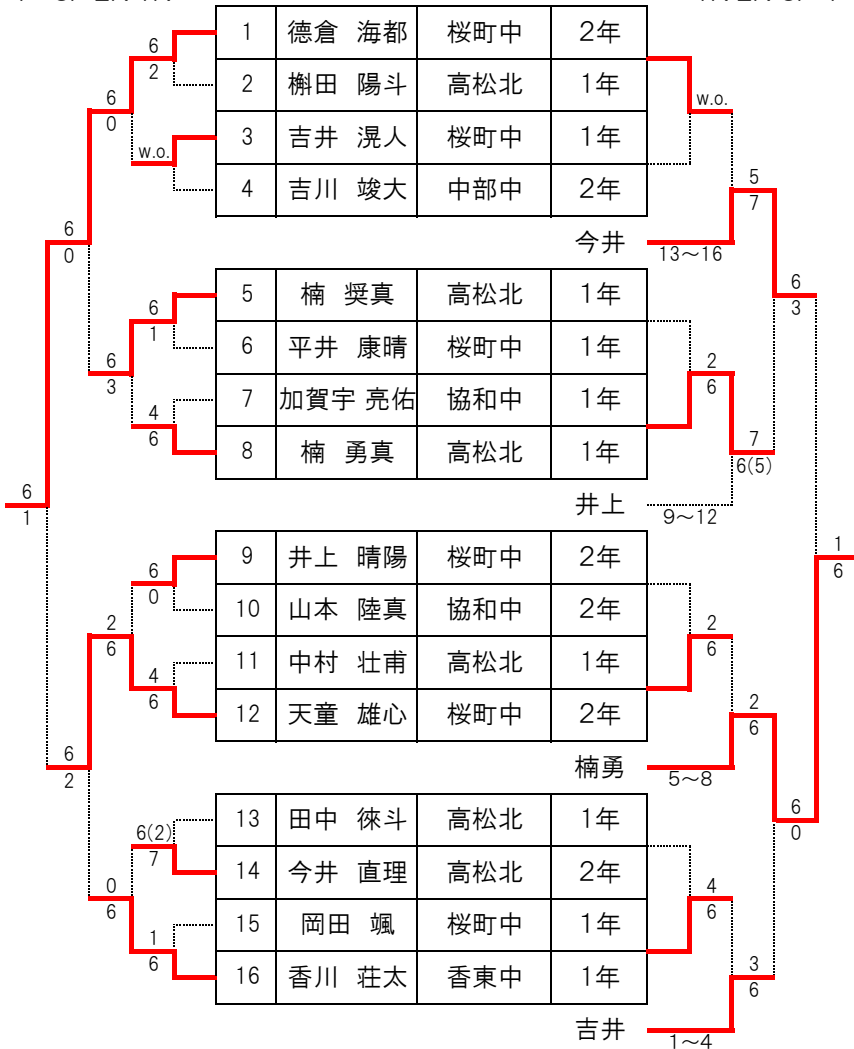 1 德倉 海都 桜町中 2年
6
2
2 槲田 陽斗 高松北 1年
6
0
w.o.
3 吉井 滉人 桜町中 1年
w.o.
4 吉川 竣大 中部中 2年
5
7
6
0
今井
13～16
5 楠 奨真 高松北 1年
6
1
6
3
6 平井 康晴 桜町中 1年
6
3
2
6
7 加賀宇 亮佑 協和中 1年
4
6
8 楠 勇真 高松北 1年
7
6(5)
6
1
井上
9～12
9 井上 晴陽 桜町中 2年
6
0
1
6
10 山本 陸真 協和中 2年
2
6
2
6
11 中村 壮甫 高松北 1年
4
6
12 天童 雄心 桜町中 2年
2
6
6
2
楠勇
5～8
13 田中 徠斗 高松北 1年
6(2)
7
6
0
14 今井 直理 高松北 2年
0
6
4
6
15 岡田 颯 桜町中 1年
1
6
16 香川 荘太 香東中 1年
3
6
吉井
1～4